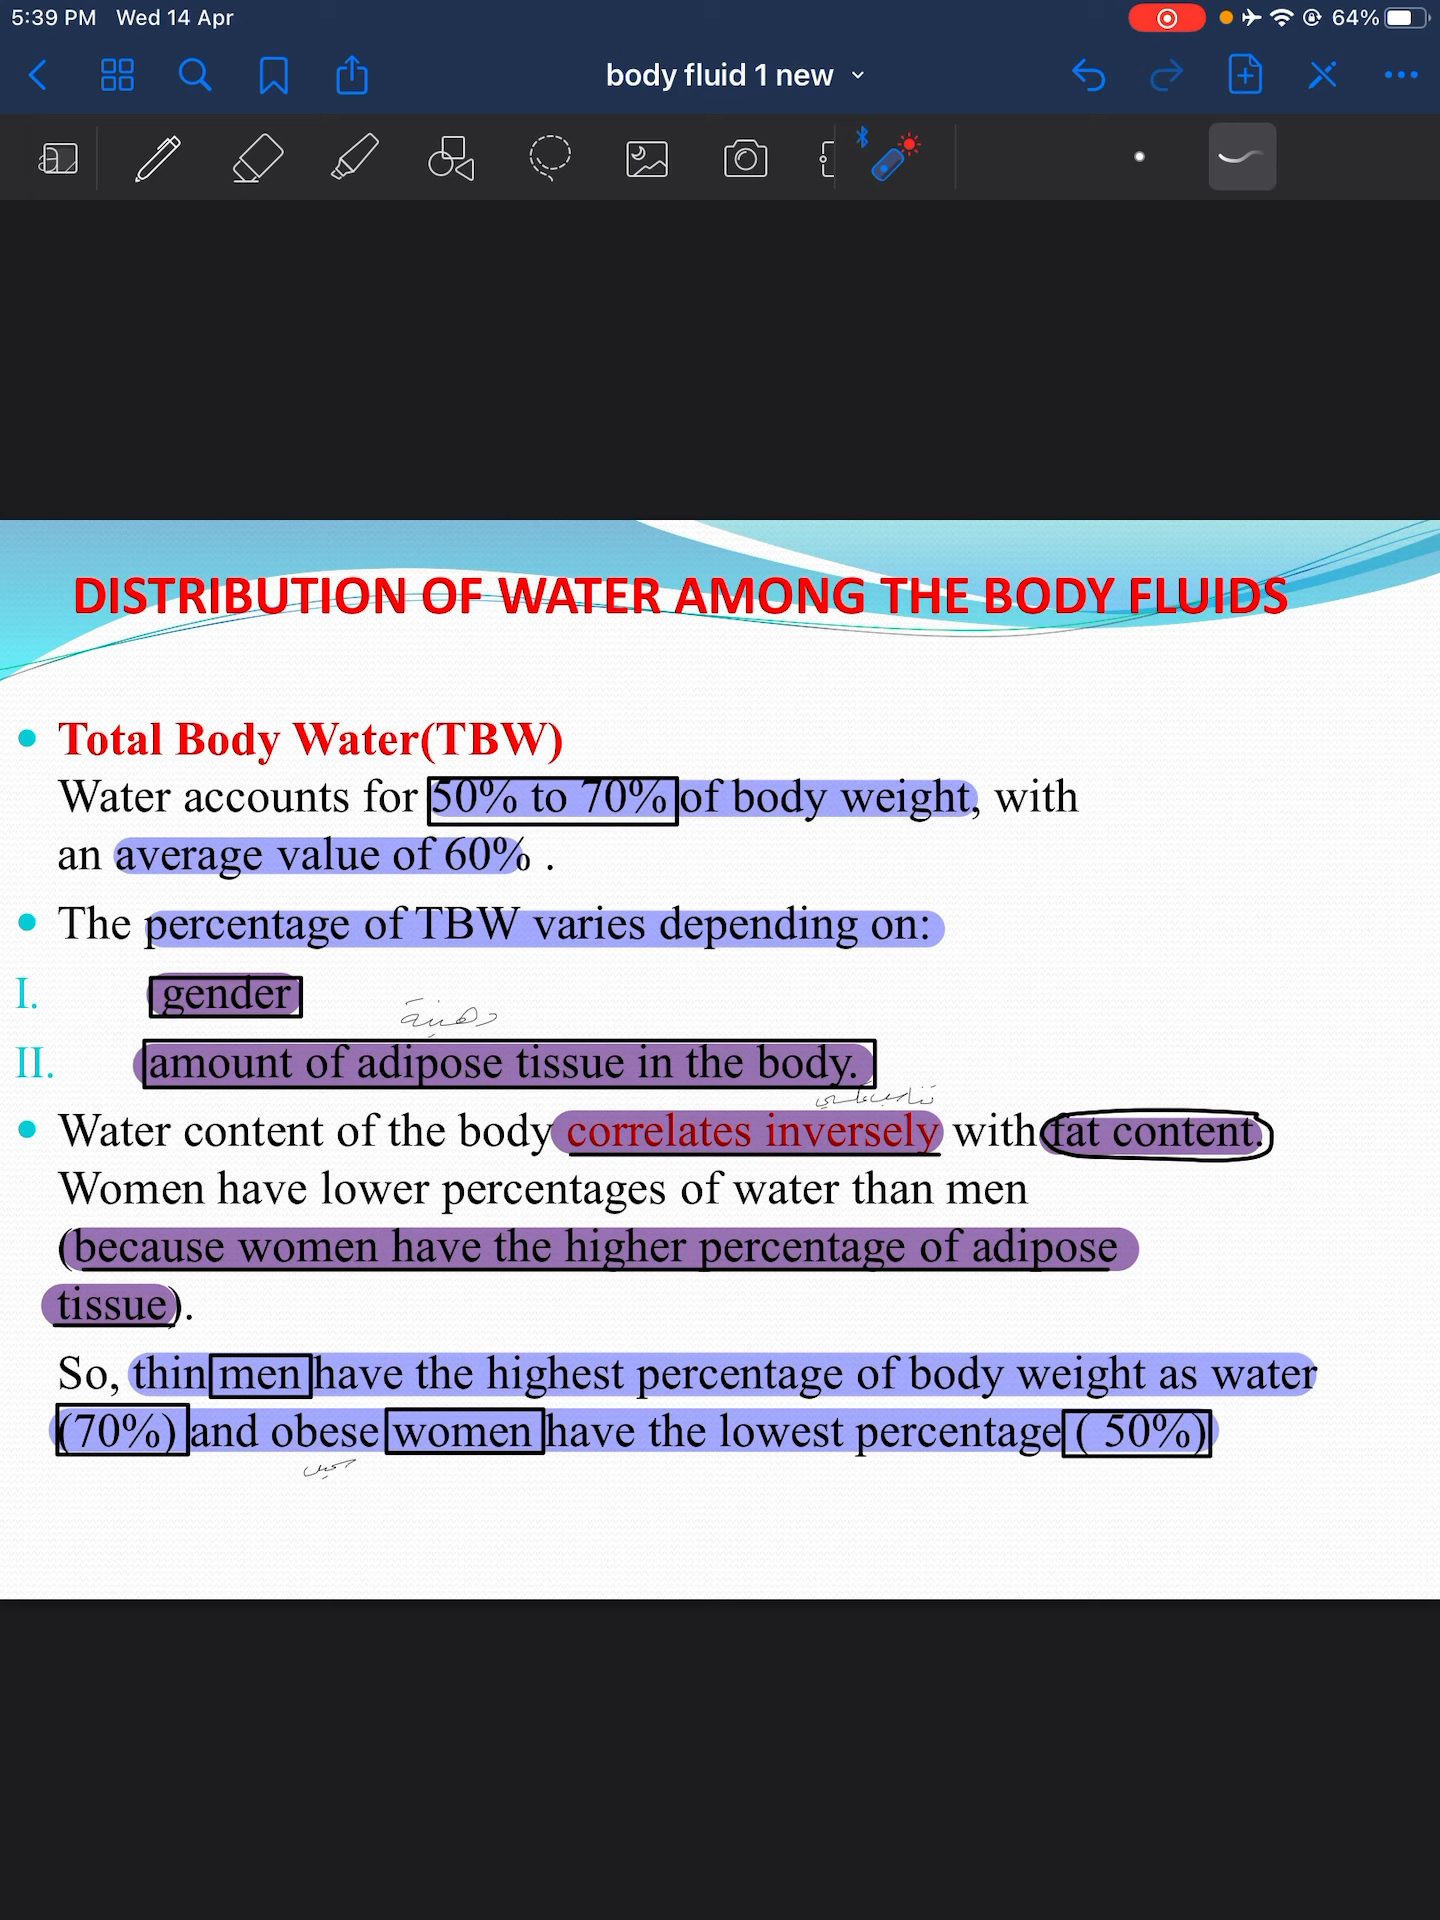 5:39 PM Wed 14 Apr 64%
body fluid 1 new
DISTRIBUTION OF WATER AMONG THE BODY FLUIDS
• Total Body Water(TBW)
Water accounts for 50% to 70% of body weight, with
an average value of 60% .
• The percentage of TBW varies depending on:
I. gender
دهنية
II. amount of adipose tissue in the body.
تناسب عكسي
• Water content of the body correlates inversely with fat content.
Women have lower percentages of water than men
(because women have the higher percentage of adipose
tissue).
So, thin men have the highest percentage of body weight as water
(70%) and obese women have the lowest percentage ( 50%)